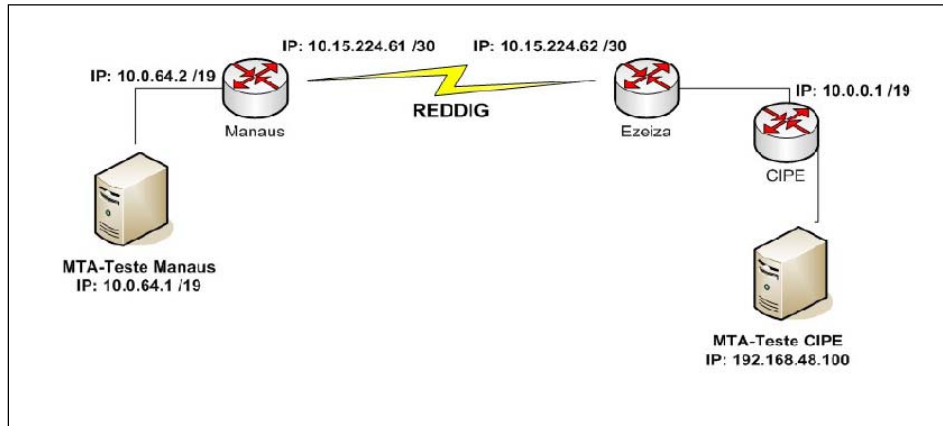 IP: 10.15.224.61 /30
IP: 10.15.224.62 /30
IP: 10.0.64.2 /19
REDDIG
Manaus
Ezeiza
IP: 10.0.0.1 /19
CIPE
MTA-Teste Manaus
IP: 10.0.64.1 /19
MTA-Teste CIPE
IP: 192.168.48.100